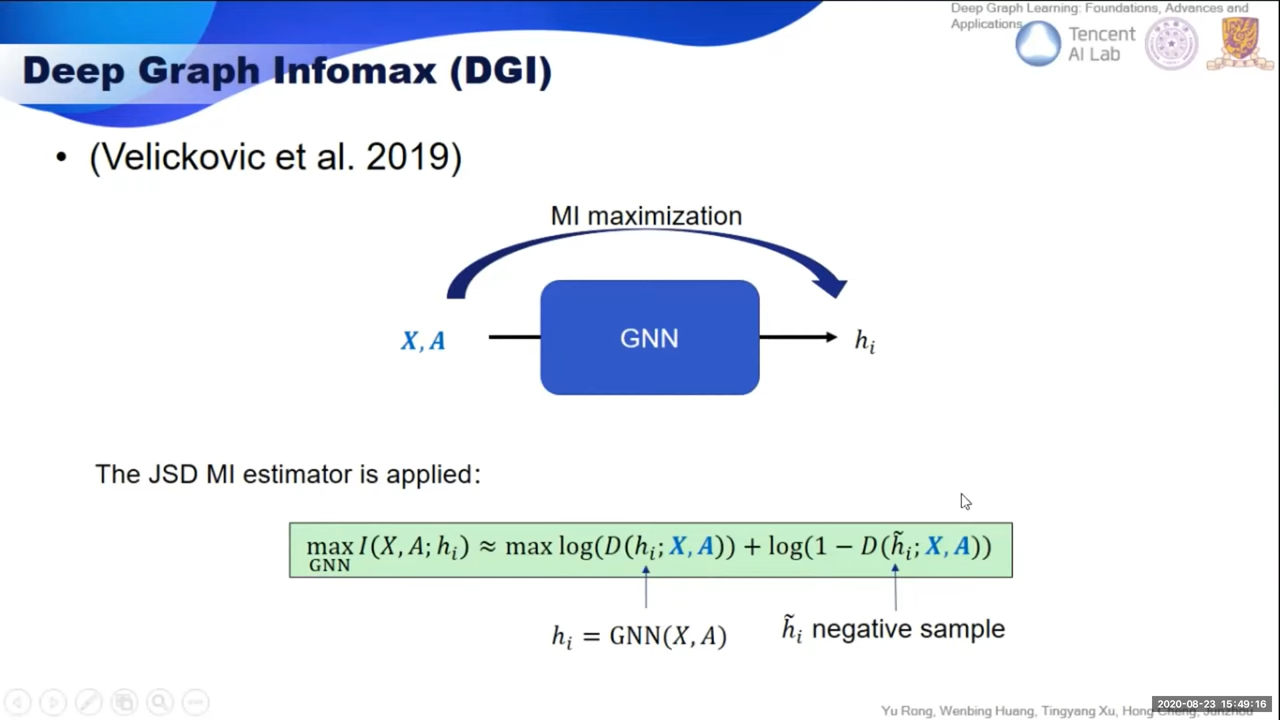 Deep Graph Learning: Foundations, Advances and
Applications
Tencent
AI Lab
Deep Graph Infomax (DGI)
• (Velickovic et al. 2019)
MI maximization
X, A
GNN
h_i
The JSD MI estimator is applied:
max_GNN I(X, A; h_i) ≈ max log(D(h_i; X, A)) + log(1 − D(h̃_i; X, A))
h_i = GNN(X, A)
h̃_i negative sample
2020-08-23 15:49:16
Yu Rong, Wenbing Huang, Tingyang Xu, Hong